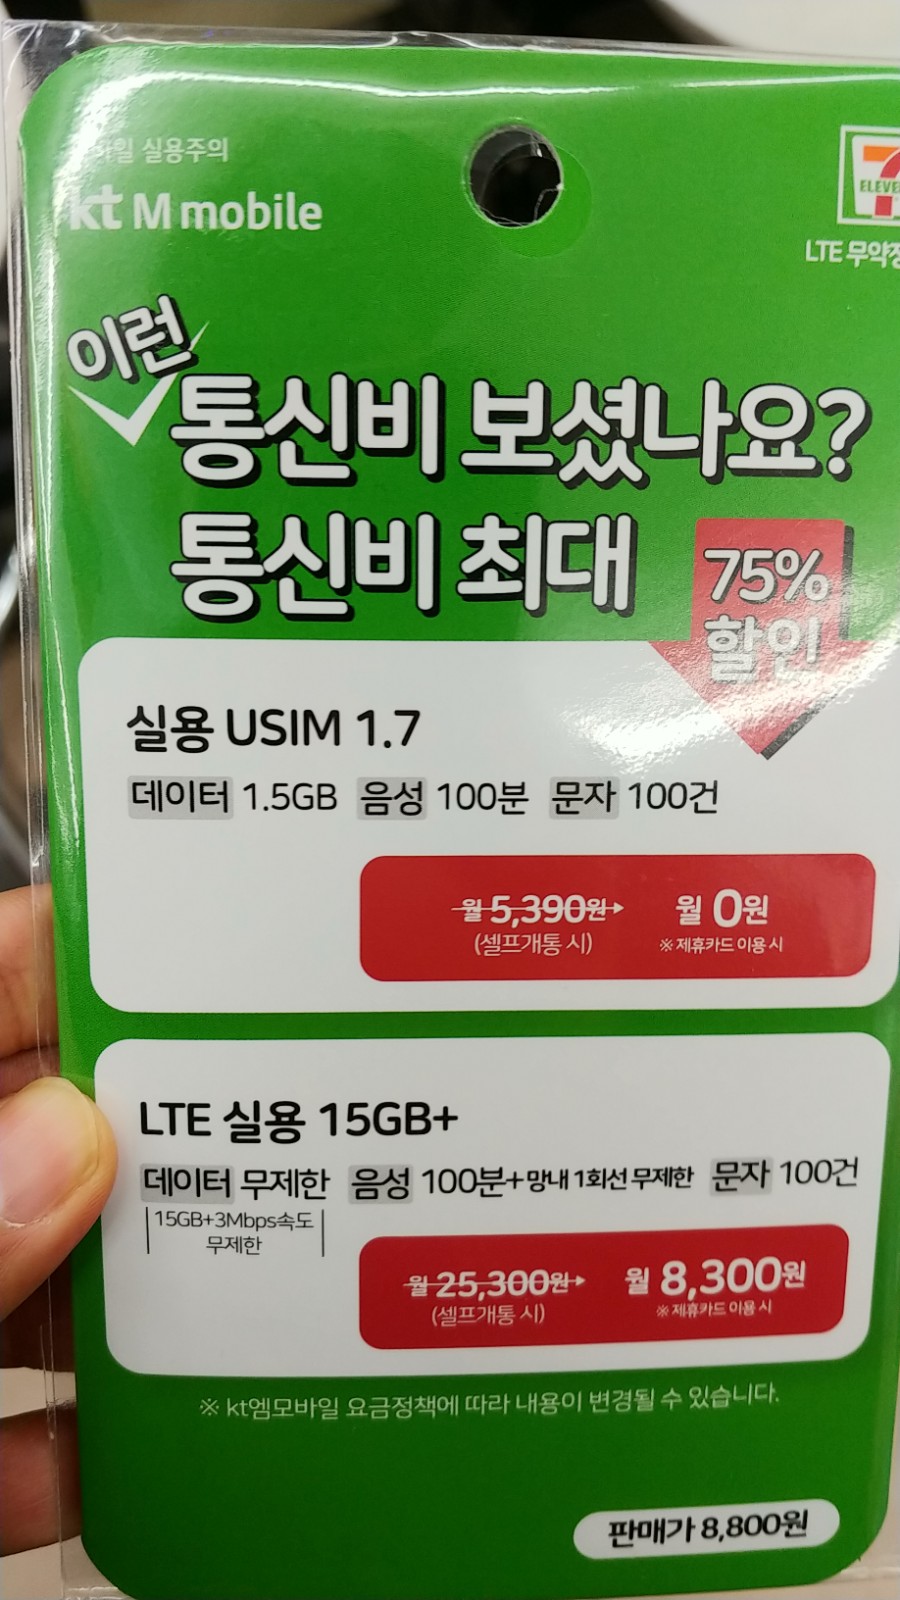 실용주의
kt M mobile
ELEVE
LTE 무약정
이런
통신비 보셨나요?
통신비 최대
75%
할인
실용 USIM 1.7
데이터 1.5GB 음성 100분 문자 100건
월 5,390원 월 0원
(셀프개통 시) ※ 제휴카드 이용 시
LTE 실용 15GB+
데이터 무제한 음성 100분+망내 1회선 무제한 문자 100건
15GB+3Mbps속도
무제한
월 25,300원 월 8,300원
(셀프개통 시) ※ 제휴카드 이용 시
※ kt엠모바일 요금정책에 따라 내용이 변경될 수 있습니다.
판매가 8,800원